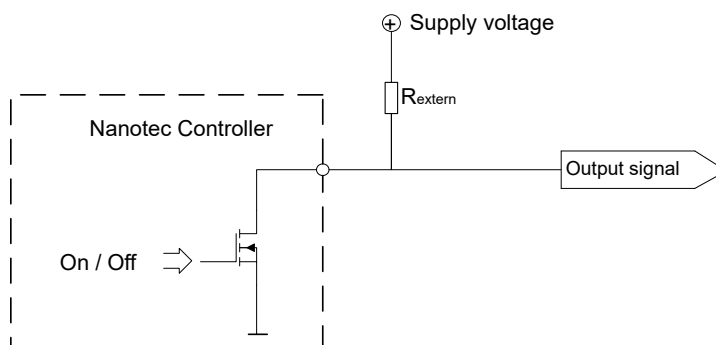 Supply voltage
Rextern
Nanotec Controller
Output signal
On / Off